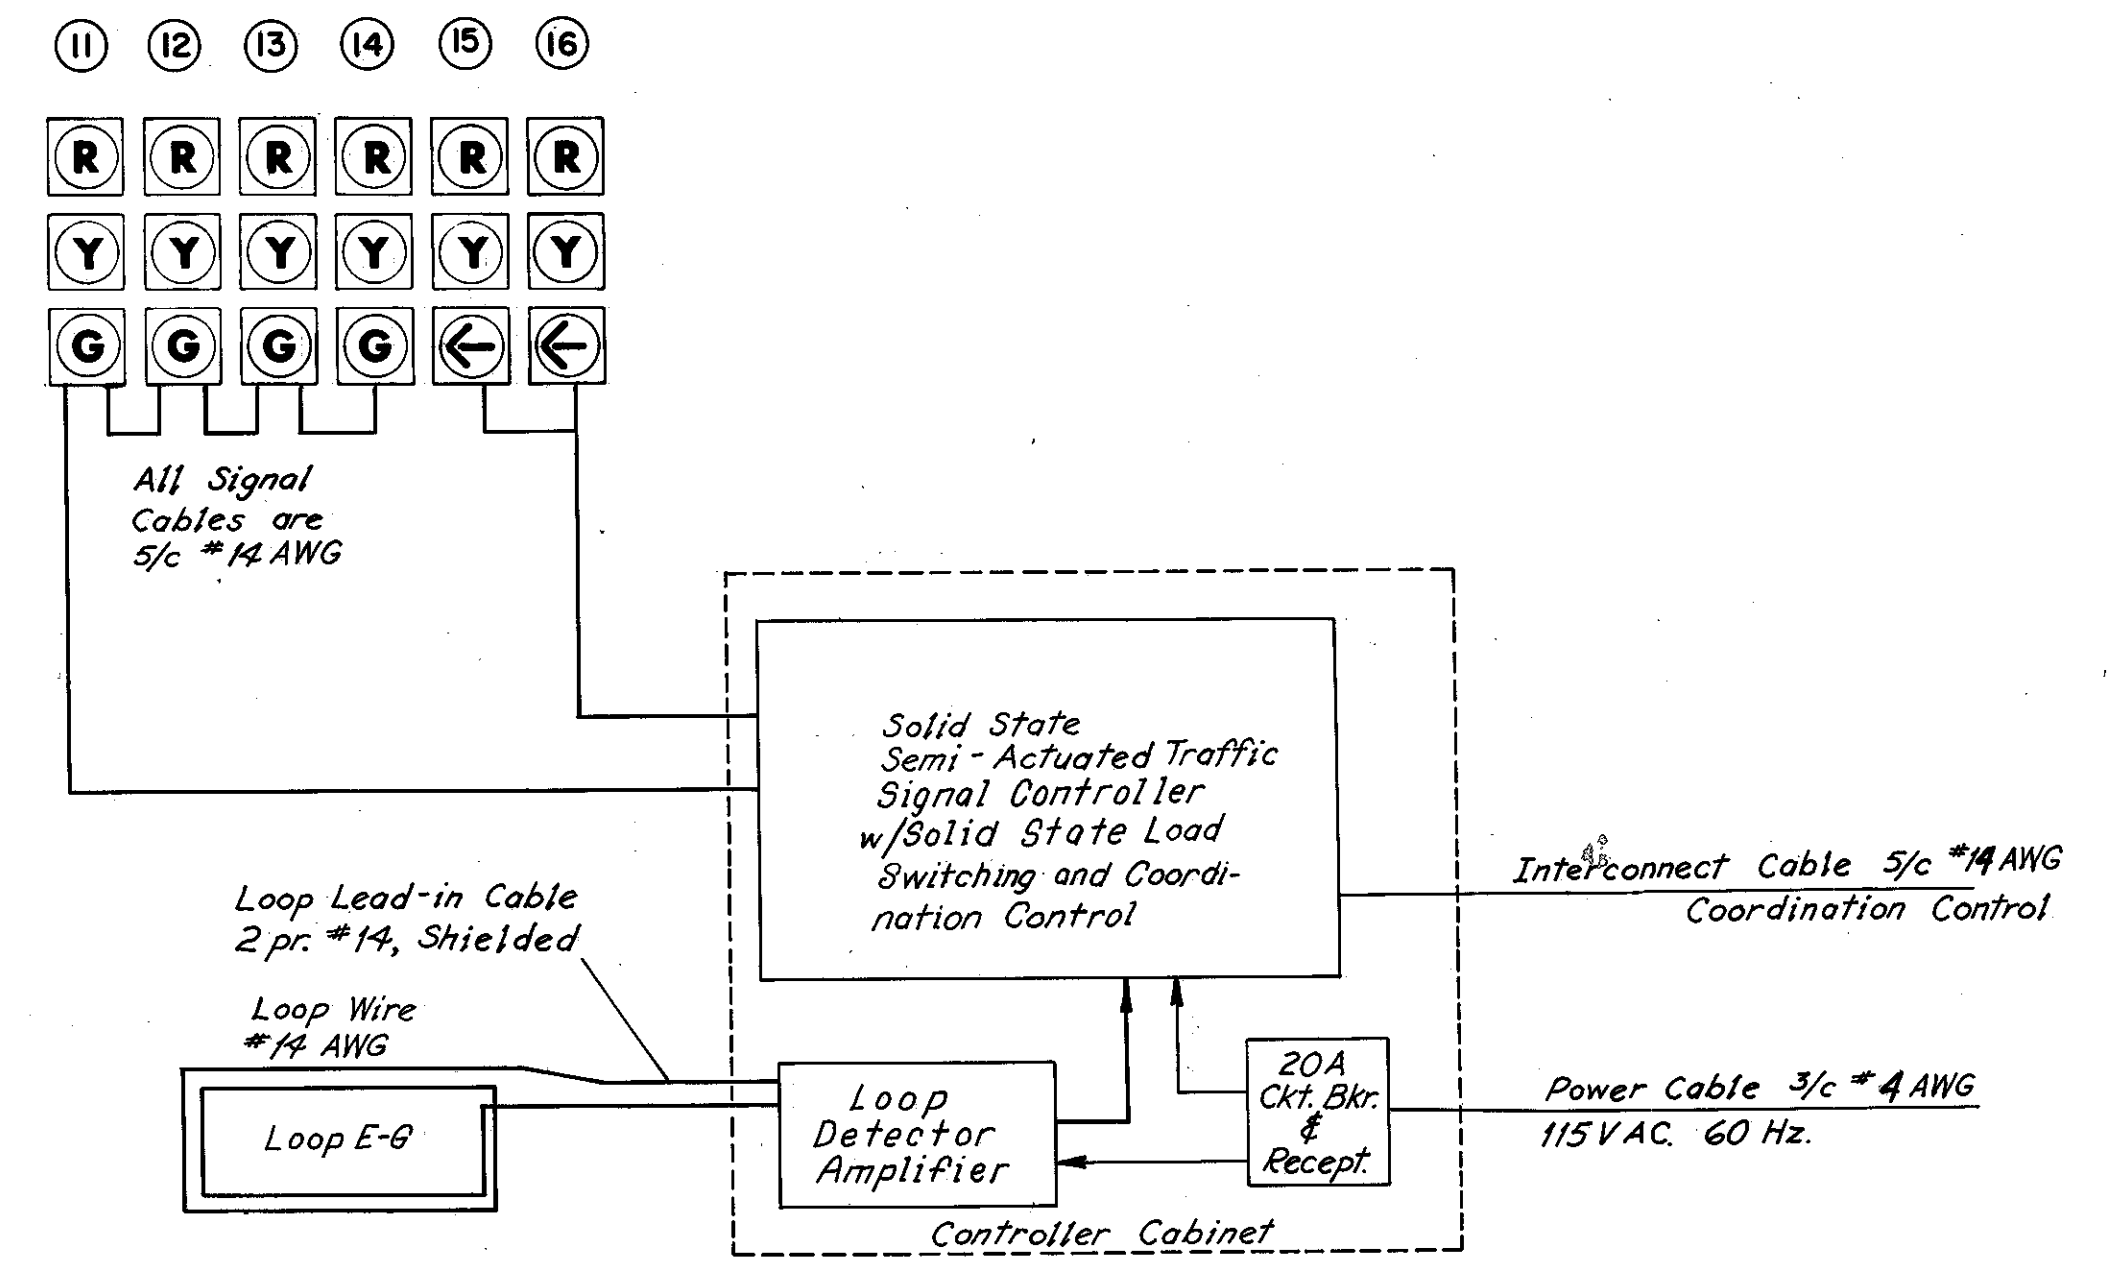 11 12 13 14 15 16
R R R R R R
Y Y Y Y Y Y
G G G G
All Signal
Cables are
5/c #14 AWG
Solid State
Semi-Actuated Traffic
Signal Controller
w/Solid State Load
Switching and Coordi-
nation Control
Interconnect Cable 5/c #14 AWG
Coordination Control
Loop Lead-in Cable
2 pr. #14, Shielded
Loop Wire
#14 AWG
Loop E-G
Loop
Detector
Amplifier
20A
Ckt. Bkr.
&
Recept.
Power Cable 3/c #4 AWG
115V AC. 60 Hz.
Controller Cabinet